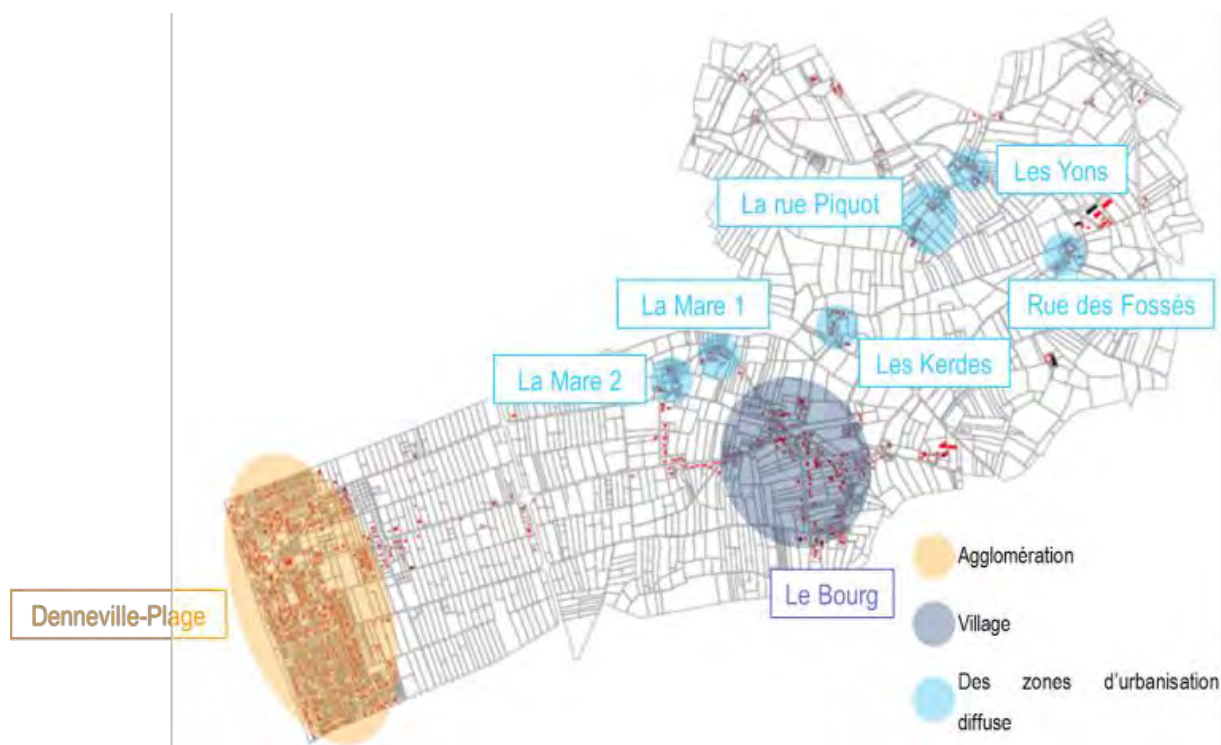 Les Yons
La rue Piquot
La Mare 1
Rue des Fossés
Les Kerdes
La Mare 2
Agglomération
Le Bourg
Denneville-Plage
Village
Des zones d'urbanisation
diffuse